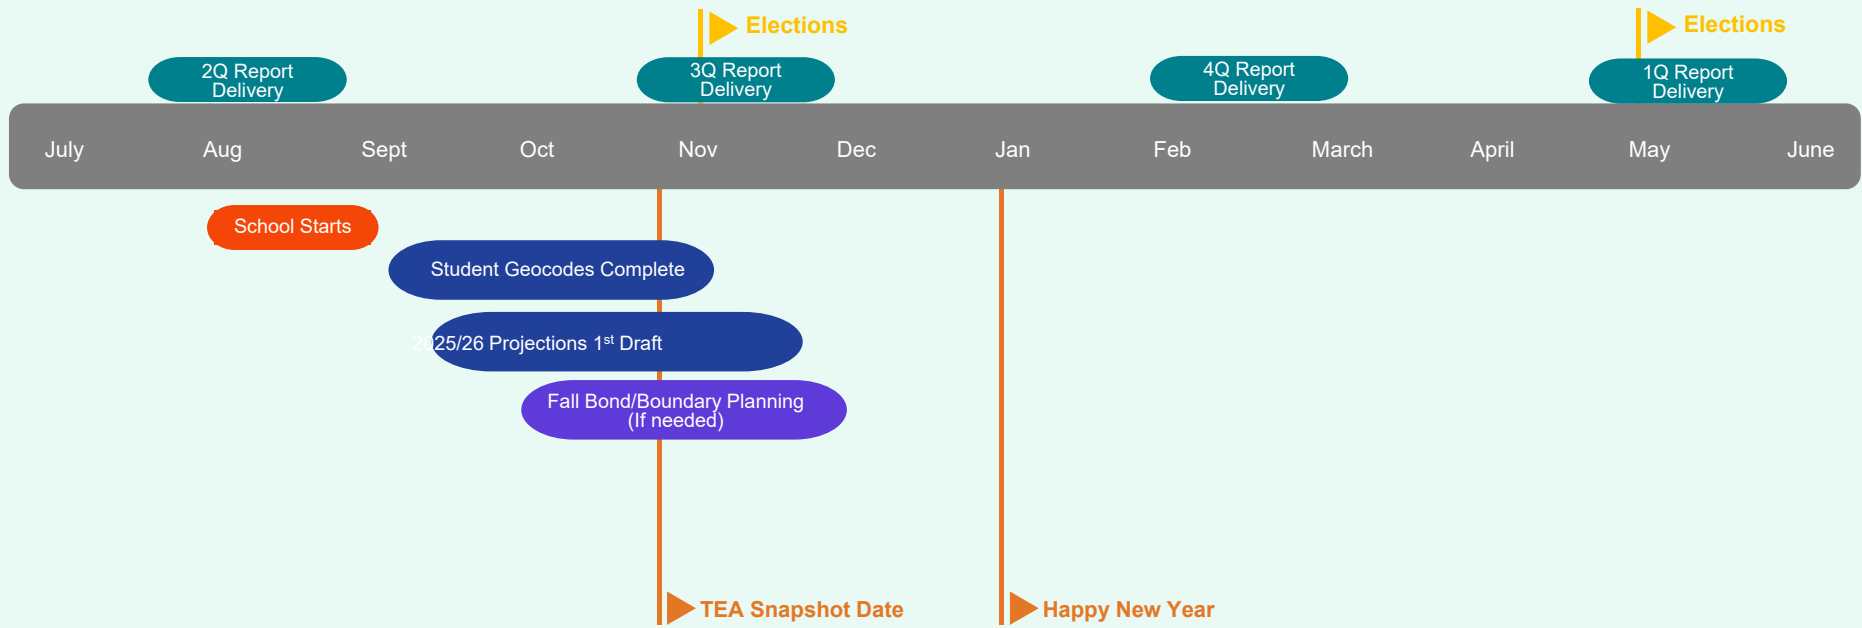 Elections
Elections
2Q Report
Delivery
3Q Report
Delivery
4Q Report
Delivery
1Q Report
Delivery
July
Aug
Sept
Oct
Nov
Dec
Jan
Feb
March
April
May
June
School Starts
Student Geocodes Complete
2025/26 Projections 1st Draft
Fall Bond/Boundary Planning
(If needed)
TEA Snapshot Date
Happy New Year